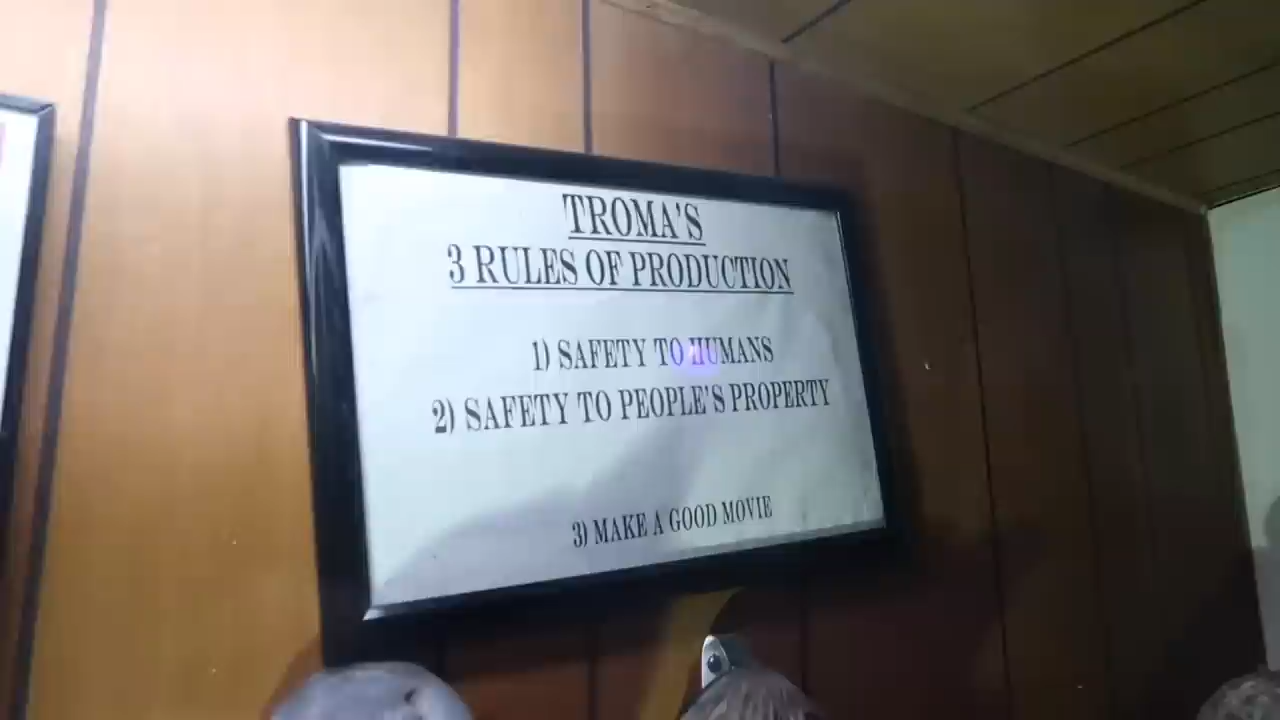 TROMA'S
3 RULES OF PRODUCTION
1) SAFETY TO HUMANS
2) SAFETY TO PEOPLE'S PROPERTY
3) MAKE A GOOD MOVIE